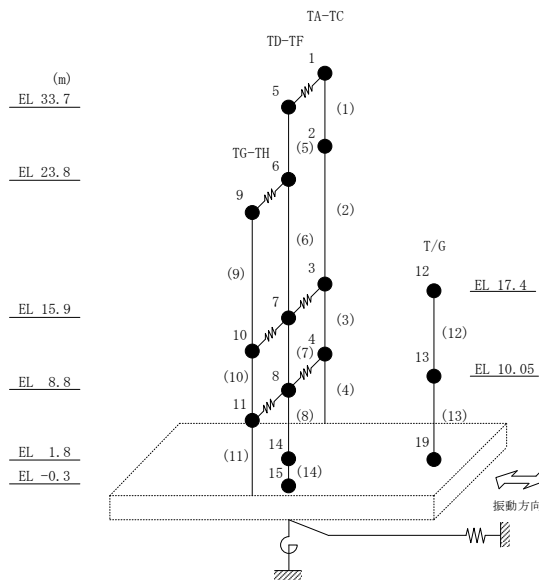 TA-TC
1
TD-TF
(m)
5
EL 33.7
(1)
2
(5)
TG-TH
6
EL 23.8
9
(2)
(6)
T/G
(9)
3
12
EL 17.4
7
EL 15.9
(3)
10
4
(12)
(7)
13
(10)
8
EL 10.05
EL 8.8
(4)
11
(8)
(13)
14
19
(11)
EL 1.8
15
(14)
EL -0.3
振動方向